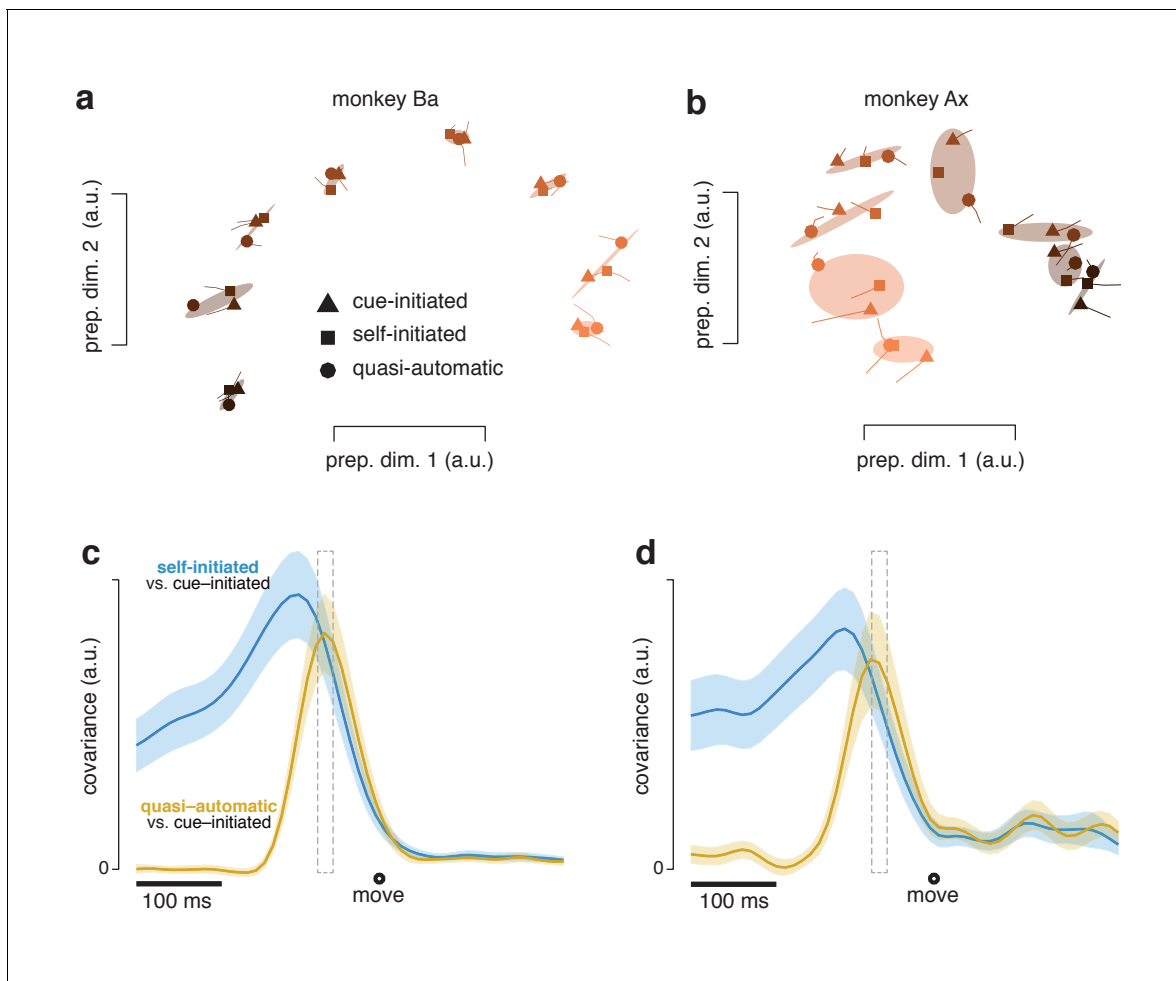 a
monkey Ba
b
monkey Ax
prep. dim. 2 (a.u.)
cue-initiated
self-initiated
quasi-automatic
prep. dim. 1 (a.u.)
prep. dim. 2 (a.u.)
prep. dim. 1 (a.u.)
c
self-initiated
vs. cue–initiated
covariance (a.u.)
quasi–automatic
vs. cue–initiated
0
100 ms
move
d
covariance (a.u.)
0
100 ms
move